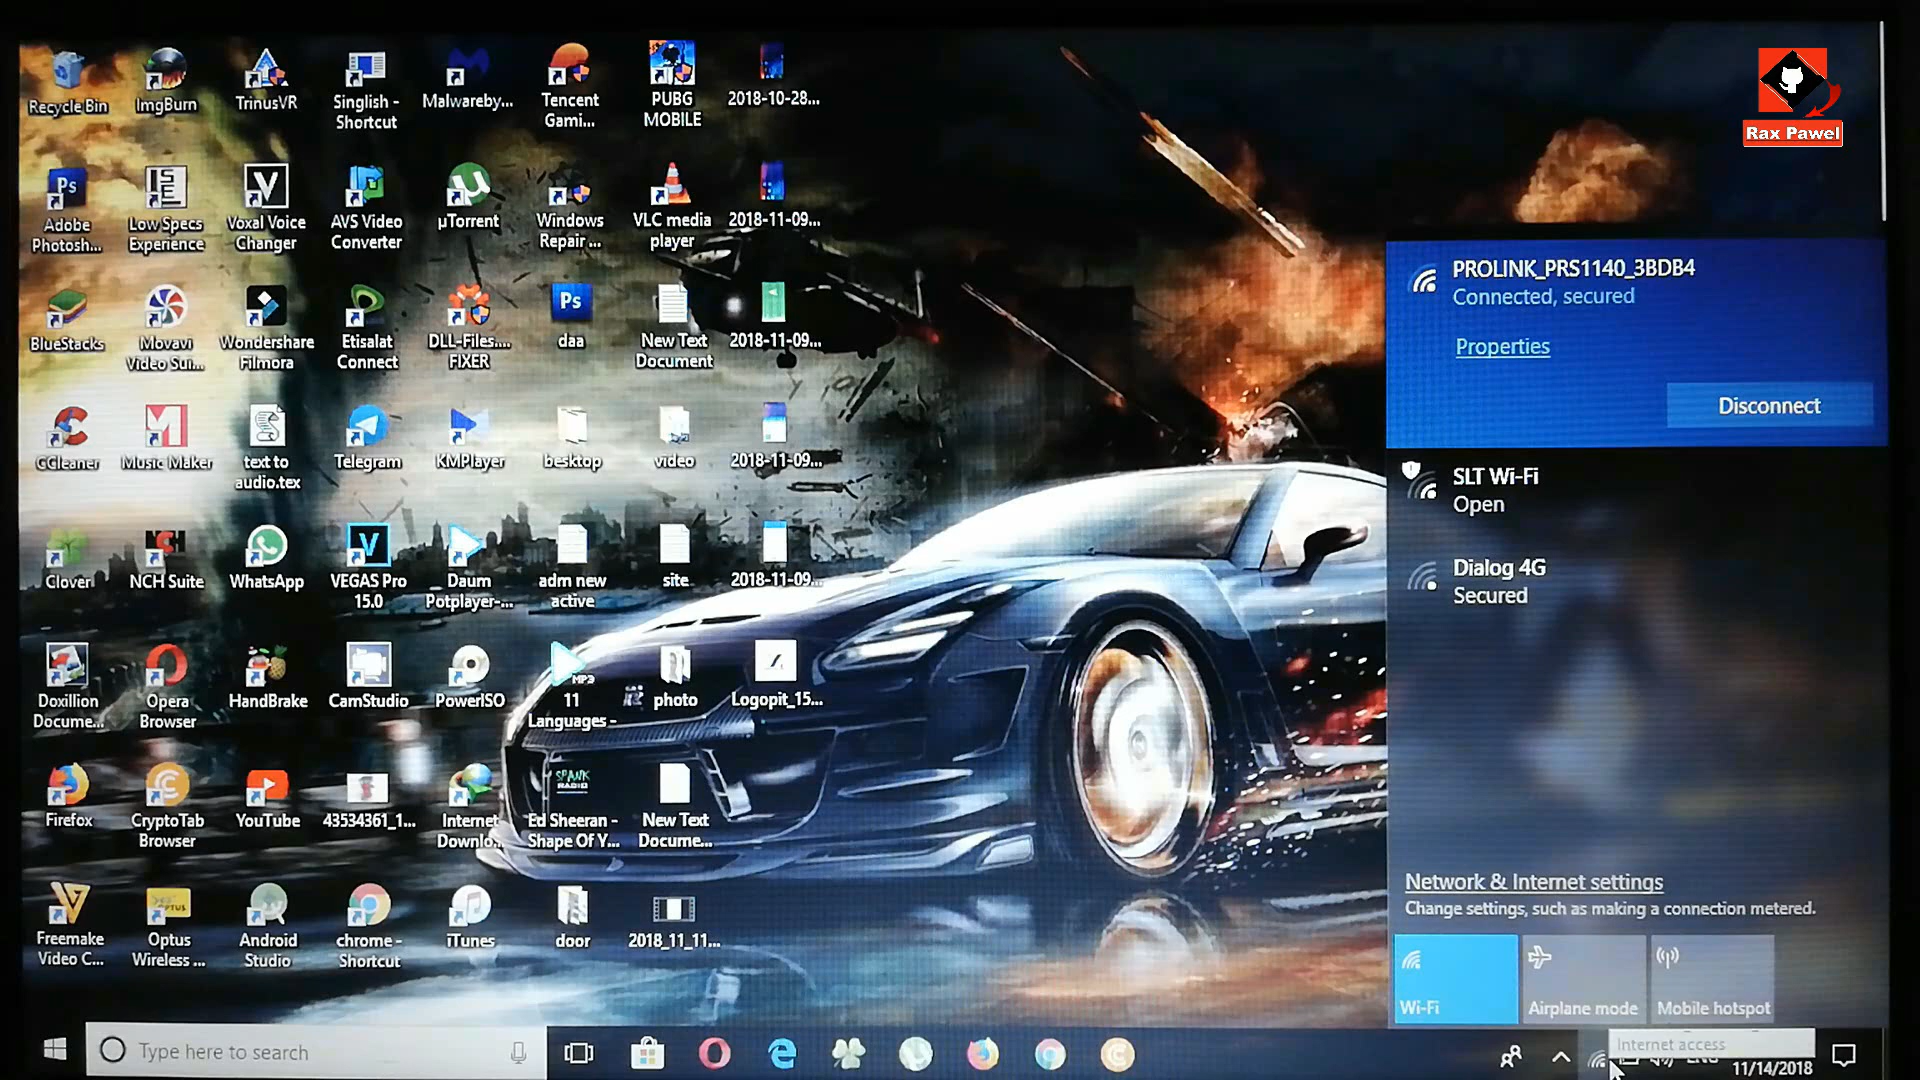 Rax Pawel
Recycle Bin
ImgBurn
TrinusVR
Singlish -
Shortcut
Malwareby...
Tencent
Gami...
PUBG
MOBILE
2018-10-28...
Adobe
Photosh...
Low Specs
Experience
Voxal Voice
Changer
AVS Video
Converter
µTorrent
Windows
Repair ...
VLC media
player
2018-11-09...
BlueStacks
Movavi
Video Sui...
Wondershare
Filmora
Etisalat
Connect
DLL-Files....
FIXER
daa
New Text
Document
2018-11-09...
CCleaner
Music Maker
text to
audio.tex
Telegram
KMPlayer
besktop
video
2018-11-09...
Clover
NCH Suite
WhatsApp
VEGAS Pro
15.0
Daum
Potplayer-...
adm new
active
site
2018-11-09...
Doxillion
Docume...
Opera
Browser
HandBrake
CamStudio
PowerISO
MP3
11
Languages -
photo
Logopit_15...
Firefox
CryptoTab
Browser
YouTube
43534361_1...
Internet
Downlo...
SPANK
RADIO
Ed Sheeran -
Shape Of Y...
New Text
Docume...
Freemake
Video C...
OPTUS
Optus
Wireless ...
Android
Studio
chrome -
Shortcut
iTunes
door
2018_11_11...
PROLINK_PRS1140_3BDB4
Connected, secured
Properties
Disconnect
SLT Wi-Fi
Open
Dialog 4G
Secured
Network & Internet settings
Change settings, such as making a connection metered.
Wi-Fi
Airplane mode
Mobile hotspot
Type here to search
Internet access
ENG
11/14/2018